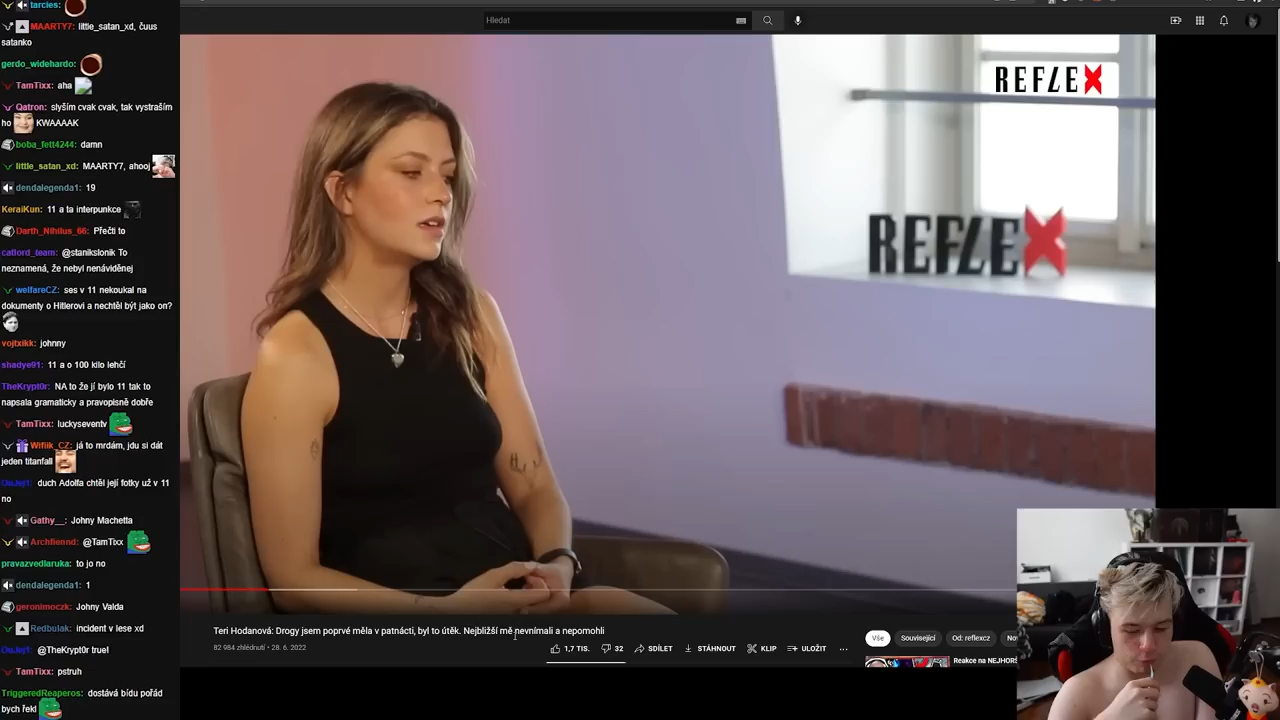 tarcies:
MAARTY7: little_satan_xd, čuus
satanko
gerdo_widehardo:
TamTixx: aha
Qatron: slyším cvak cvak, tak vystraším
ho KWAAAAK
boba_fett4244: damn
little_satan_xd: MAARTY7, ahooj
dendalegenda1: 19
KeraiKun: 11 a ta interpunkce
Darth_Nihilus_66: Přečti to
catlord_team: @stanikslonik To
neznamená, že nebyl nenáviděnej
welfareCZ: ses v 11 nekoukal na
dokumenty o Hitlerovi a nechtěl být jako on?
vojtxikk: johnny
shadye91: 11 a o 100 kilo lehčí
TheKrypt0r: NA to že jí bylo 11 tak to
napsala gramaticky a pravopisně dobře
TamTixx: luckyseventv
Wiflik_CZ: já to mrdám, jdu si dát
jeden titanfall
duch Adolfa chtěl její fotky už v 11
no
Gathy__: Johny Machetta
Archfiennd: @TamTixx
pravazvedlaruka: to jo no
dendalegenda1: 1
geronimoczk: Johny Valda
Redbulak: incident v lese xd
@TheKrypt0r true!
TamTixx: pstruh
TriggeredReaperos: dostává bídu pořád
bych řekl
Hledat
REFLEX
REFLEX
Teri Hodanová: Drogy jsem poprvé měla v patnácti, byl to útěk. Nejbližší mě nevnímali a nepomohli
82 984 zhlédnutí • 28. 6. 2022
1,7 TIS.
32
SDÍLET
STÁHNOUT
KLIP
ULOŽIT
Vše
Související
Od: reflexcz
Reakce na NEJHORŠ